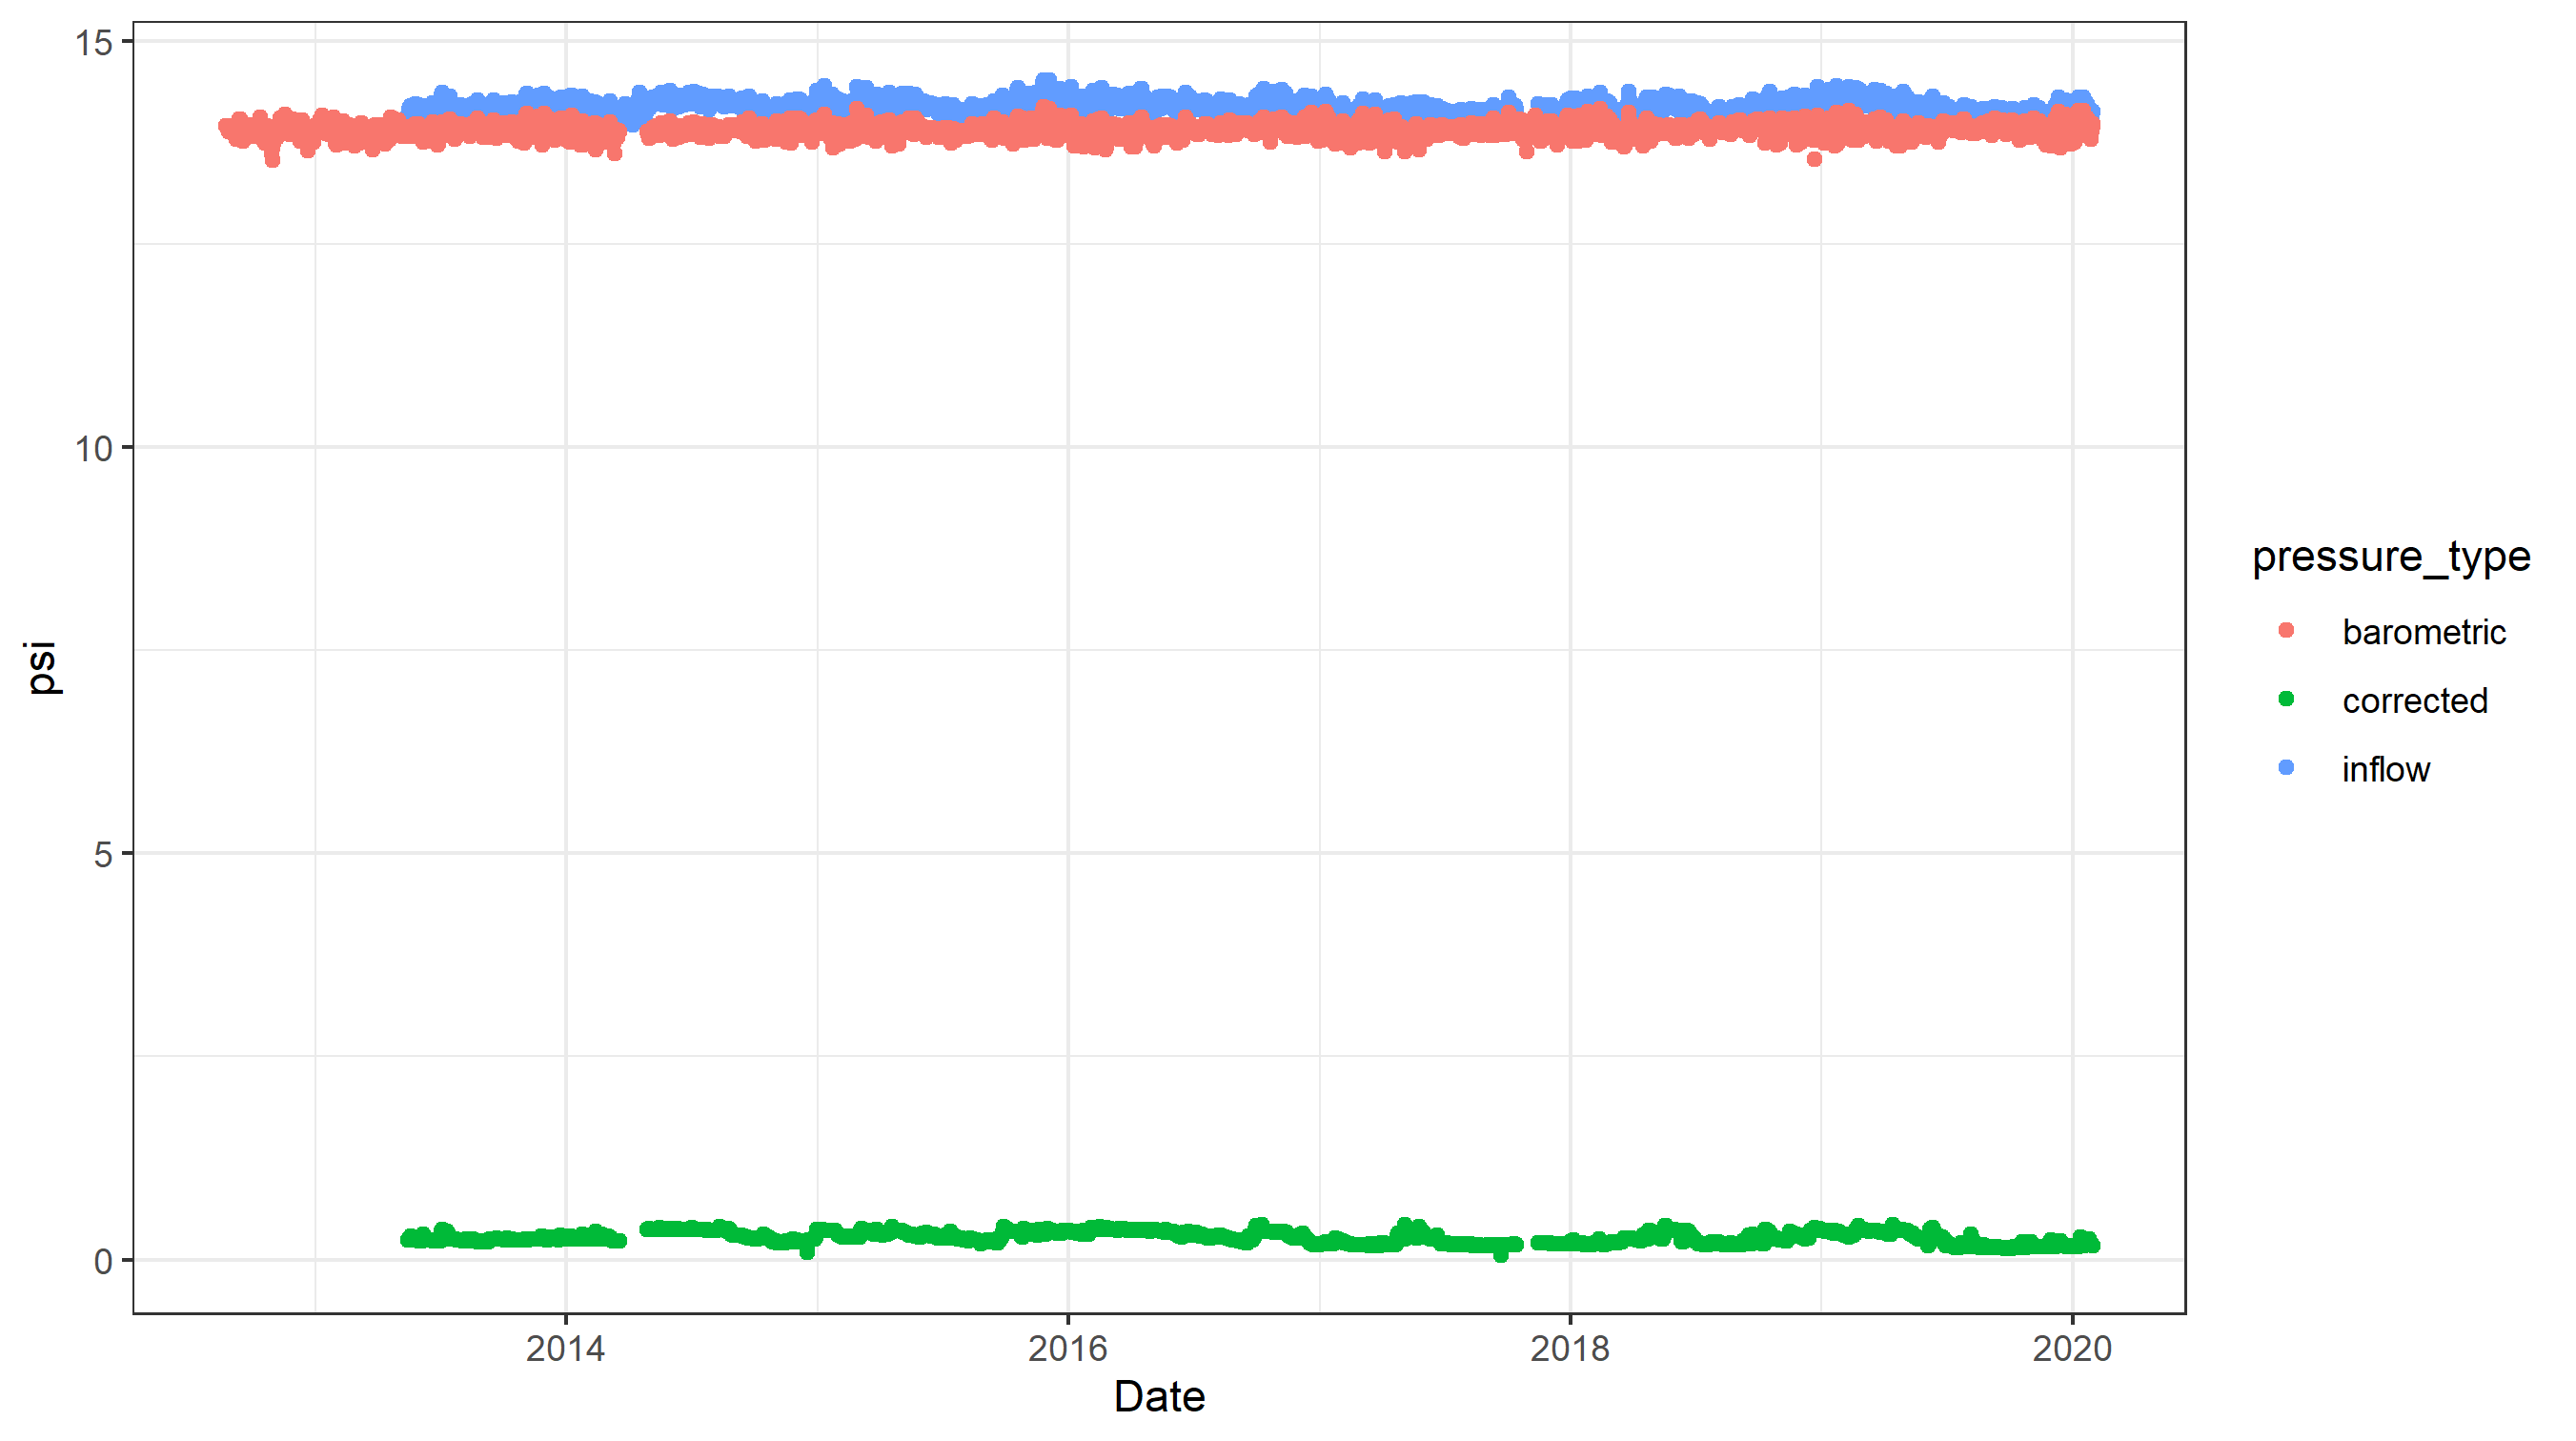 15
10
5
0
psi
2014
2016
2018
2020
Date
pressure_type
barometric
corrected
inflow